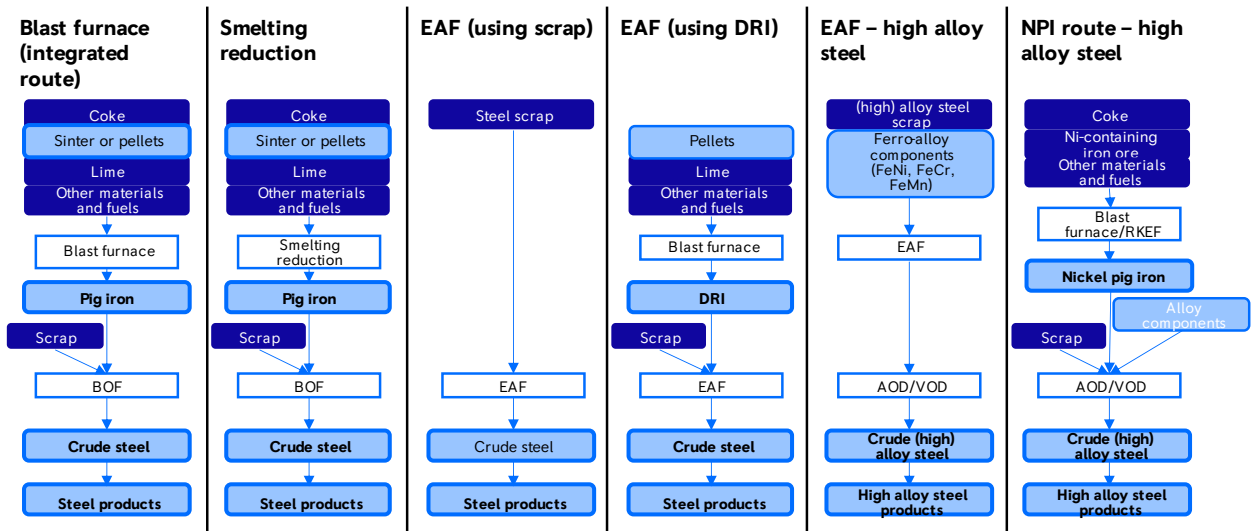 Blast furnace
(integrated
route)
Coke
Sinter or pellets
Lime
Other materials
and fuels
Blast furnace
Pig iron
Scrap
BOF
Crude steel
Steel products
Smelting
reduction
Coke
Sinter or pellets
Lime
Other materials
and fuels
Smelting
reduction
Pig iron
Scrap
BOF
Crude steel
Steel products
EAF (using scrap)
Steel scrap
EAF
Crude steel
Steel products
EAF (using DRI)
Pellets
Lime
Other materials
and fuels
Blast furnace
DRI
Scrap
EAF
Crude steel
Steel products
EAF – high alloy
steel
(high) alloy steel
scrap
Ferro-alloy
components
(FeNi, FeCr,
FeMn)
EAF
AOD/VOD
Crude (high)
alloy steel
High alloy steel
products
NPI route – high
alloy steel
Coke
Ni-containing
iron ore
Other materials
and fuels
Blast
furnace/RKEF
Nickel pig iron
Alloy
components
Scrap
AOD/VOD
Crude (high)
alloy steel
High alloy steel
products